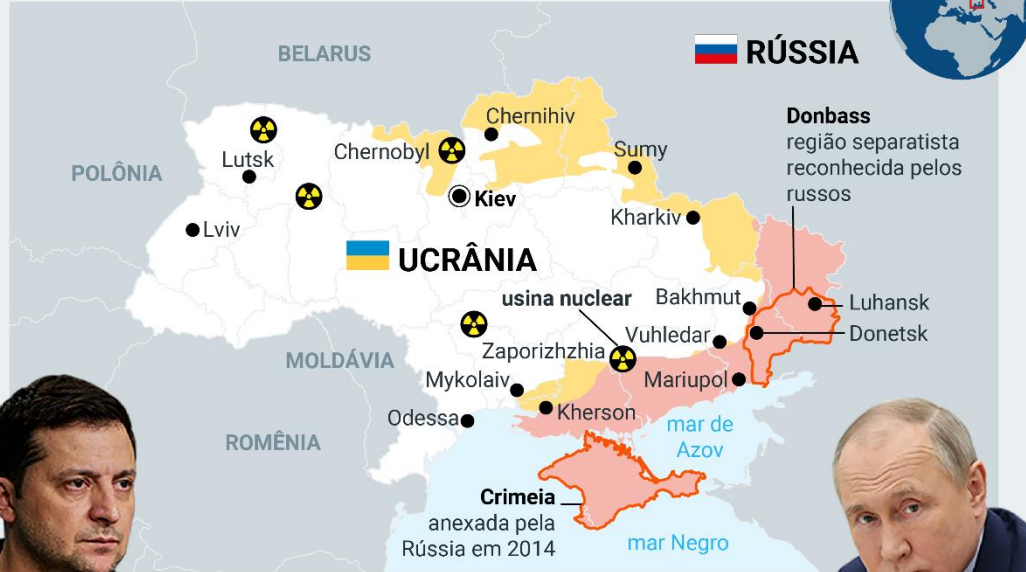 BELARUS
RÚSSIA
Donbass
região separatista
reconhecida pelos
russos
Chernihiv
Chernobyl
Sumy
Lutsk
POLÔNIA
Kiev
Kharkiv
Lviv
UCRÂNIA
usina nuclear
Bakhmut
Luhansk
Vuhledar
Donetsk
Zaporizhzhia
MOLDÁVIA
Mykolaiv
Mariupol
Odessa
Kherson
mar de
Azov
ROMÊNIA
Crimeia
anexada pela
Rússia em 2014
mar Negro